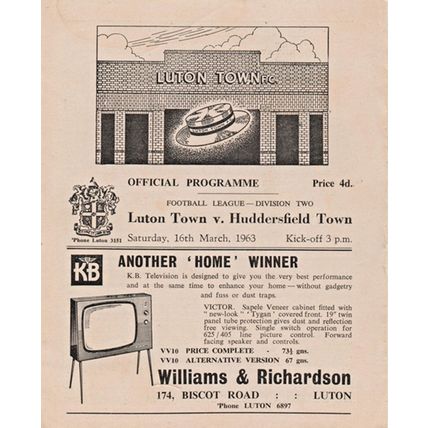 LUTON TOWN F.C.
OFFICIAL PROGRAMME Price 4d.
FOOTBALL LEAGUE — DIVISION TWO
Luton Town v. Huddersfield Town
'Phone Luton 3151
Saturday, 16th March, 1963 Kick-off 3 p.m.
KB
ANOTHER 'HOME' WINNER
K.B. Television is designed to give you the very best performance
and at the same time to enhance your home — without gadgetry
and fuss or dust traps.
VICTOR. Sapele Veneer cabinet fitted with
"new-look" 'Tygan' covered front. 19" twin
panel tube protection gives dust and reflection
free viewing. Single switch operation for
625/405 line picture control. Forward
facing speaker and controls.
VV10 PRICE COMPLETE - 73½ gns.
VV10 ALTERNATIVE VERSION 67 gns.
Williams & Richardson
174, BISCOT ROAD : : LUTON
'Phone LUTON 6897